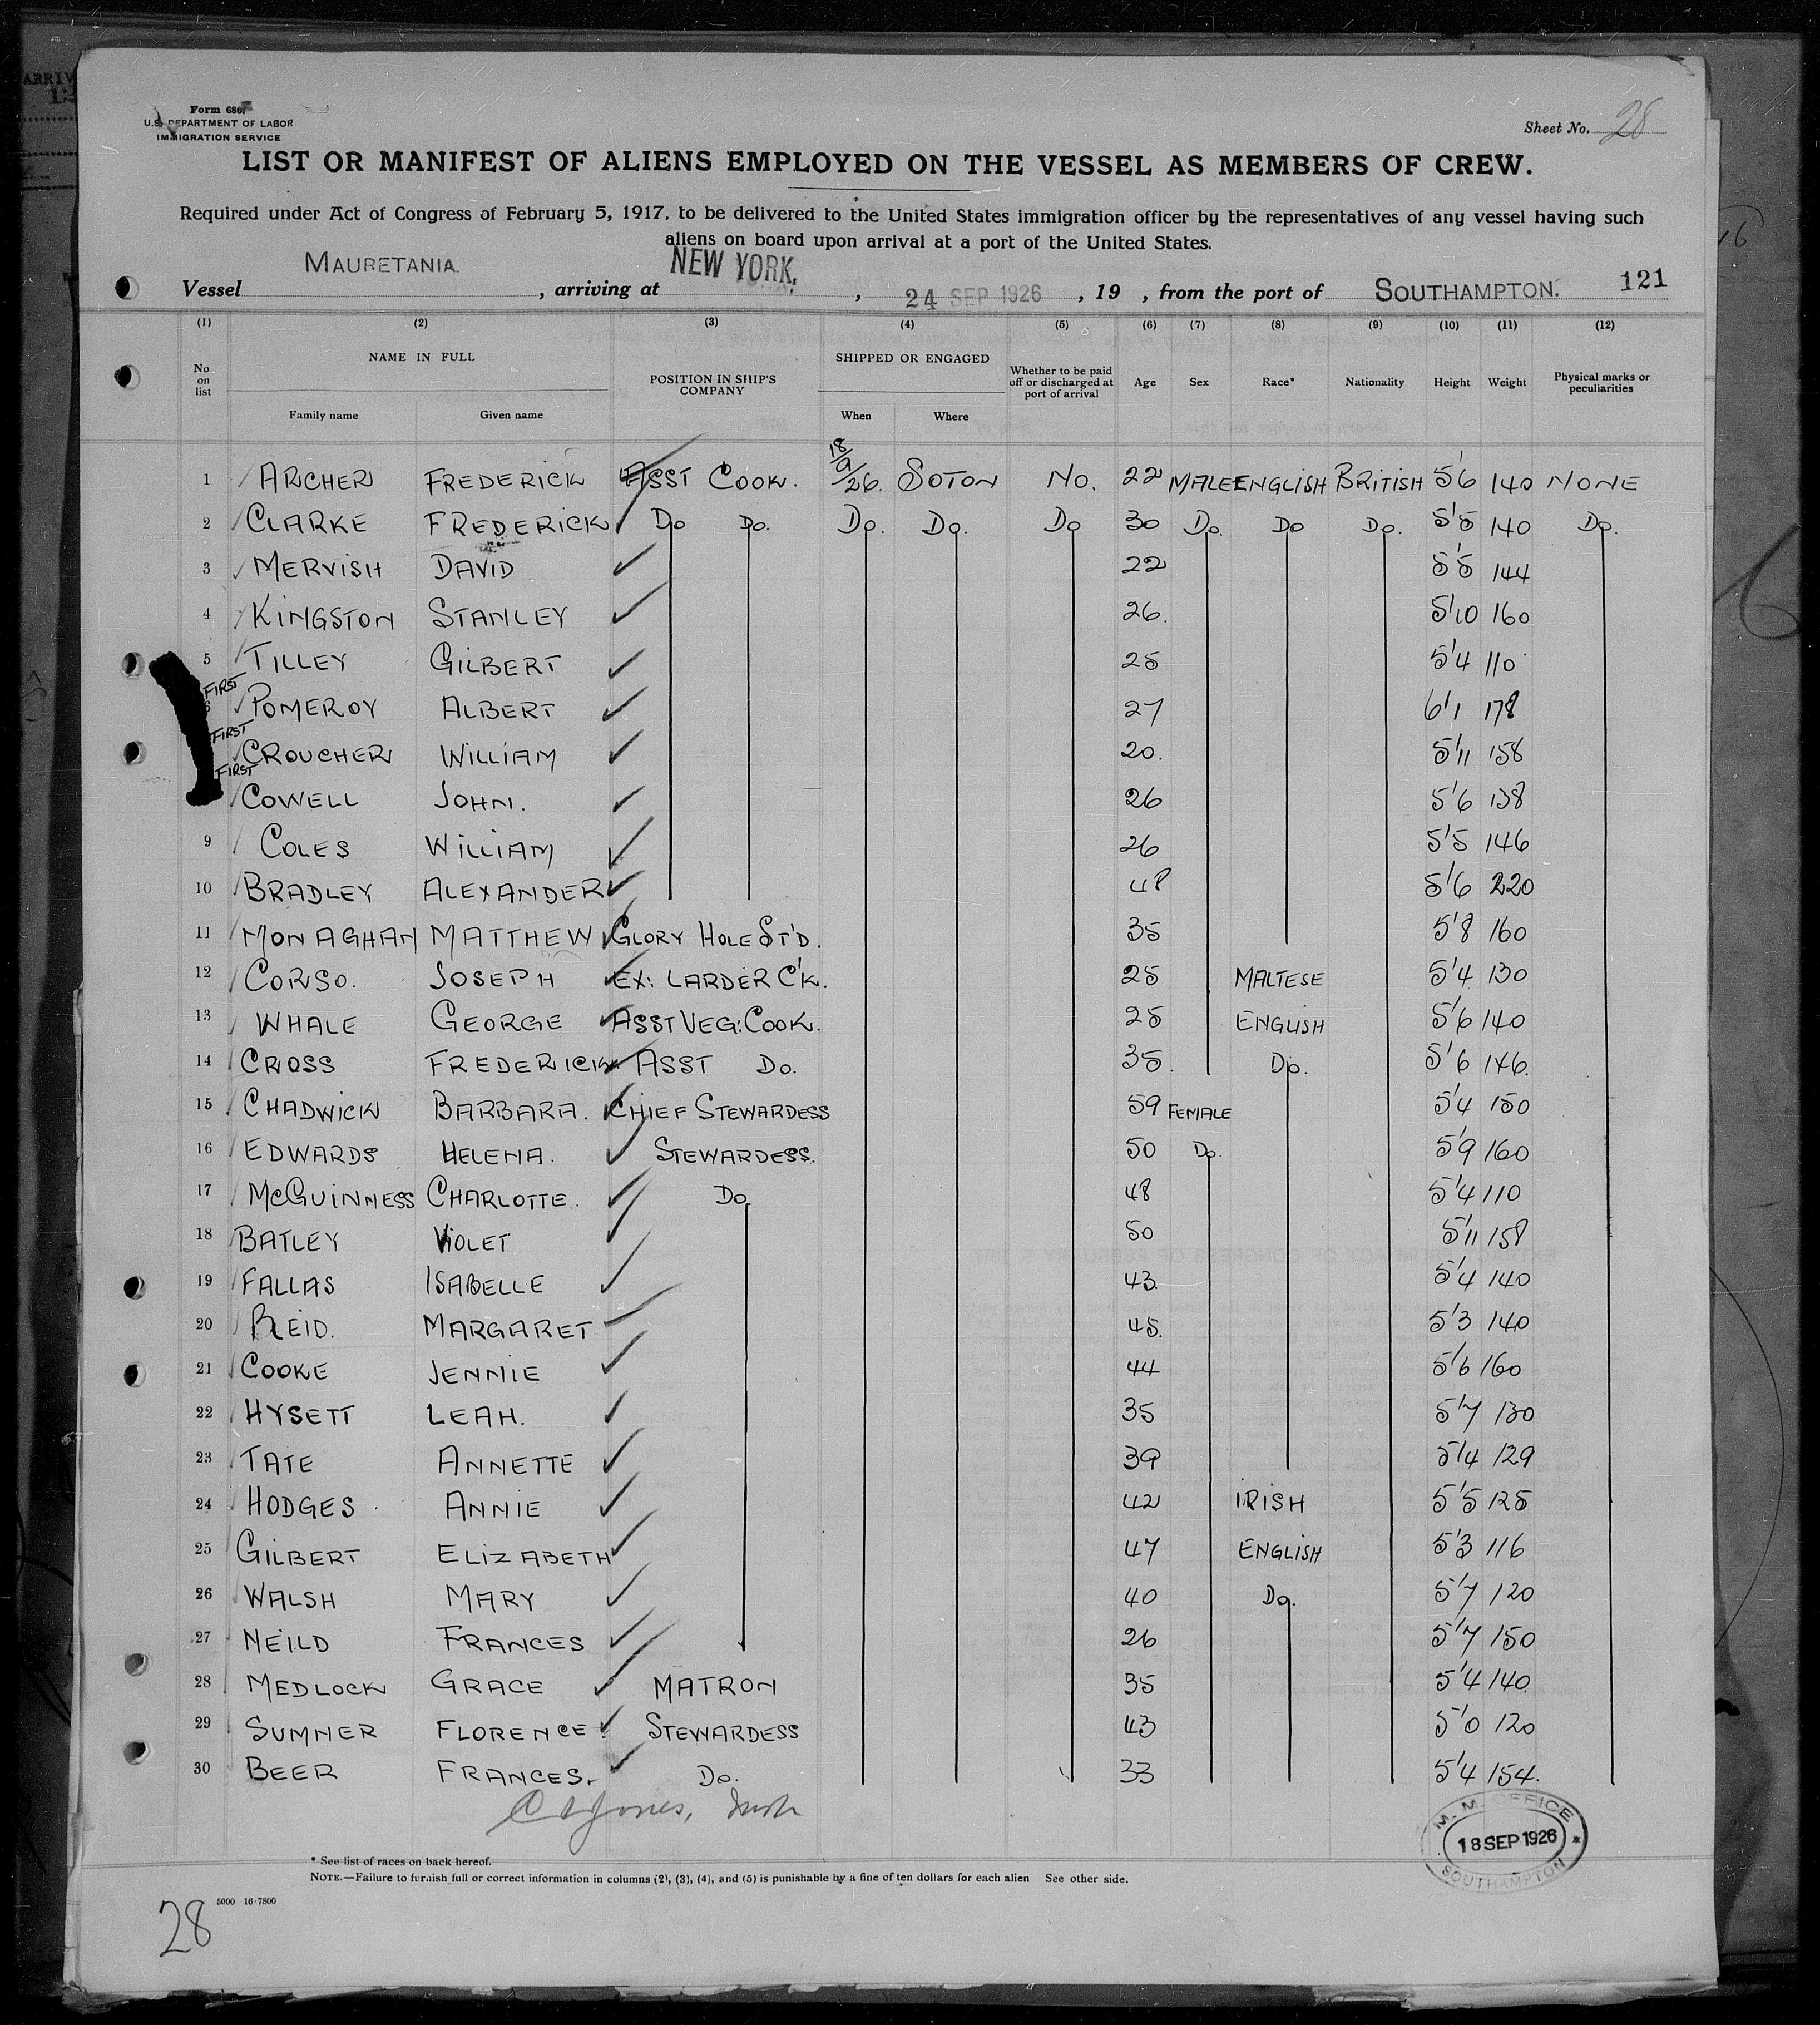 Form 680
U.S. DEPARTMENT OF LABOR
IMMIGRATION SERVICE
Sheet No. 28
LIST OR MANIFEST OF ALIENS EMPLOYED ON THE VESSEL AS MEMBERS OF CREW.
Required under Act of Congress of February 5, 1917, to be delivered to the United States immigration officer by the representatives of any vessel having such
aliens on board upon arrival at a port of the United States.
Vessel MAURETANIA. , arriving at NEW YORK, , 24 SEP 1926 , 19 , from the port of SOUTHAMPTON. 121
(1) (2) (3) (4) (5) (6) (7) (8) (9) (10) (11) (12)
No. on list NAME IN FULL Family name Given name POSITION IN SHIP'S COMPANY SHIPPED OR ENGAGED When Where Whether to be paid off or discharged at port of arrival Age Sex Race* Nationality Height Weight Physical marks or peculiarities
1 ARCHER FREDERICK ASST COOK. 18/9/26. SOTON NO. 22 MALE ENGLISH BRITISH 5'6 140 NONE
2 CLARKE FREDERICK DO DO. DO. DO. DO 30 DO. DO DO. 5'5 140 DO.
3 MERVISH DAVID 22 5'5 144
4 KINGSTON STANLEY 26. 5'10 160
5 TILLEY GILBERT 25 5'4 110
FIRST
6 POMEROY ALBERT 27 6'1 178
FIRST
CROUCHER WILLIAM 20. 5'11 158
FIRST
COWELL JOHN. 26 5'6 138
9 COLES WILLIAM 26 5'5 146
10 BRADLEY ALEXANDER 48 5'6 220
11 MONAGHAN MATTHEW GLORY HOLE ST'D. 35 5'8 160
12 CORSO. JOSEPH EX: LARDER C'K. 25 MALTESE 5'4 130
13 WHALE GEORGE ASST VEG: COOK. 25 ENGLISH 5'6 140
14 CROSS FREDERICK ASST DO. 35. DO. 5'6 146.
15 CHADWICK BARBARA. CHIEF STEWARDESS 59 FEMALE 5'4 150
16 EDWARDS HELENA. STEWARDESS. 50 DO. 5'9 160
17 McGUINNESS CHARLOTTE. DO 48 5'4 110
18 BATLEY VIOLET 50 5'11 158
19 FALLAS ISABELLE 43. 5'4 140
20 REID. MARGARET 45. 5'3 140
21 COOKE JENNIE 44 5'6 160
22 HYSETT LEAH. 35 5'7 130
23 TATE ANNETTE 39 5'4 129
24 HODGES ANNIE 42 IRISH 5'5 125
25 GILBERT ELIZABETH 47 ENGLISH 5'3 116
26 WALSH MARY 40 DO. 5'7 120
27 NEILD FRANCES 26 5'7 150
28 MEDLOCK GRACE MATRON 35 5'4 140.
29 SUMNER FLORENCE. STEWARDESS 43 5'0 120
30 BEER FRANCES. DO. 33 5'4 154.
Jones,
M. M. OFFICE
18 SEP 1926
SOUTHAMPTON
* See list of races on back hereof.
NOTE.—Failure to furnish full or correct information in columns (2), (3), (4), and (5) is punishable by a fine of ten dollars for each alien See other side.
5000 16-7800
28